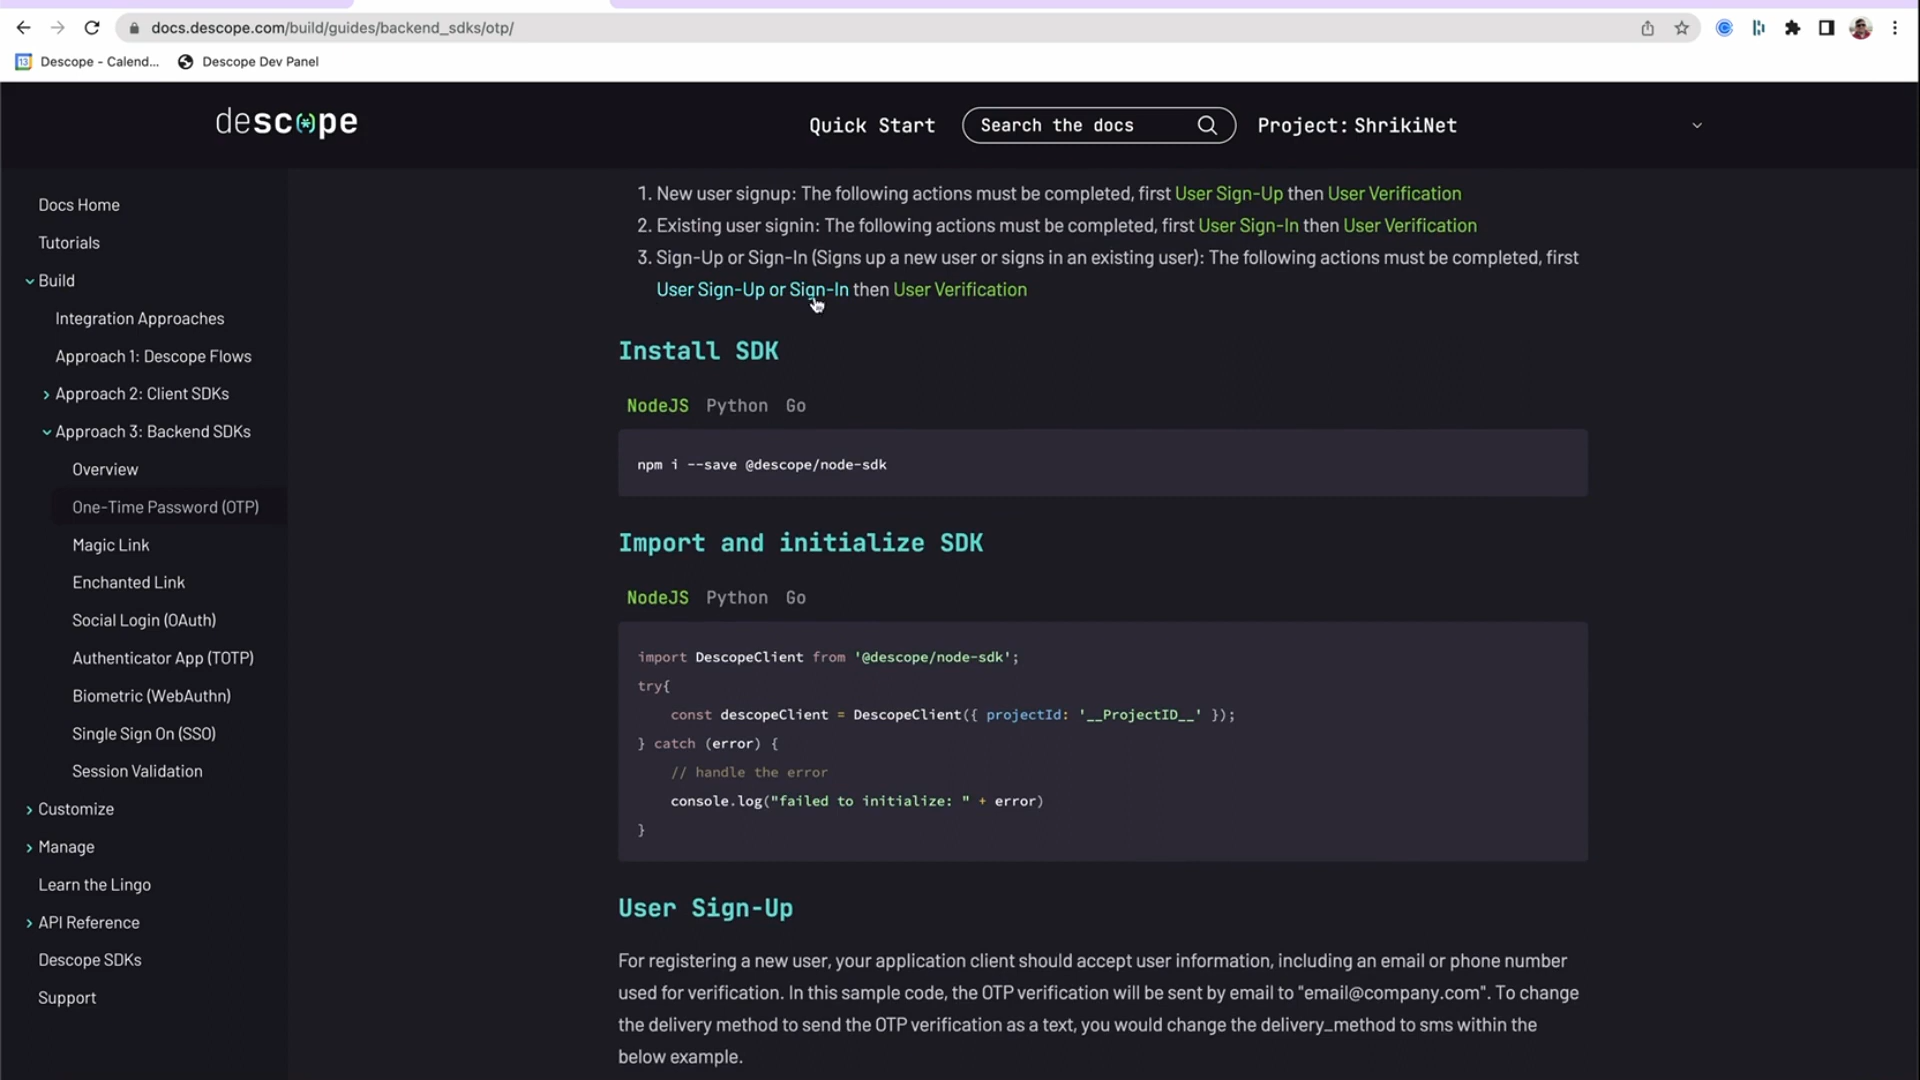 docs.descope.com/build/guides/backend_sdks/otp/
13 Descope - Calend... Descope Dev Panel
descope
Quick Start
Search the docs
Project: ShrikiNet
Docs Home
Tutorials
Build
Integration Approaches
Approach 1: Descope Flows
Approach 2: Client SDKs
Approach 3: Backend SDKs
Overview
One-Time Password (OTP)
Magic Link
Enchanted Link
Social Login (OAuth)
Authenticator App (TOTP)
Biometric (WebAuthn)
Single Sign On (SSO)
Session Validation
Customize
Manage
Learn the Lingo
API Reference
Descope SDKs
Support
1. New user signup: The following actions must be completed, first User Sign-Up then User Verification
2. Existing user signin: The following actions must be completed, first User Sign-In then User Verification
3. Sign-Up or Sign-In (Signs up a new user or signs in an existing user): The following actions must be completed, first
User Sign-Up or Sign-In then User Verification
Install SDK
NodeJS Python Go
npm i --save @descope/node-sdk
Import and initialize SDK
NodeJS Python Go
import DescopeClient from '@descope/node-sdk';
try{
const descopeClient = DescopeClient({ projectId: '__ProjectID__' });
} catch (error) {
// handle the error
console.log("failed to initialize: " + error)
}
User Sign-Up
For registering a new user, your application client should accept user information, including an email or phone number
used for verification. In this sample code, the OTP verification will be sent by email to "email@company.com". To change
the delivery method to send the OTP verification as a text, you would change the delivery_method to sms within the
below example.